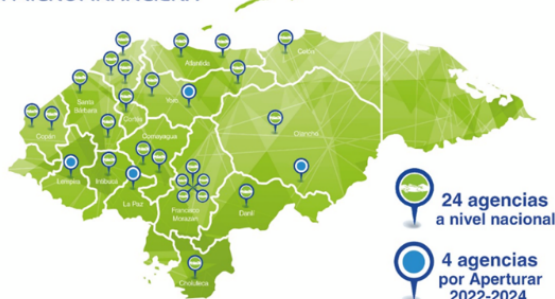 Atlántida
Colón
Santa
Bárbara
Cortés
Yoro
Copán
Comayagua
Olancho
Lempira
Intibucá
La Paz
Francisco
Morazán
Danlí
Choluteca
24 agencias
a nivel nacional
4 agencias
por Aperturar
2022-2024